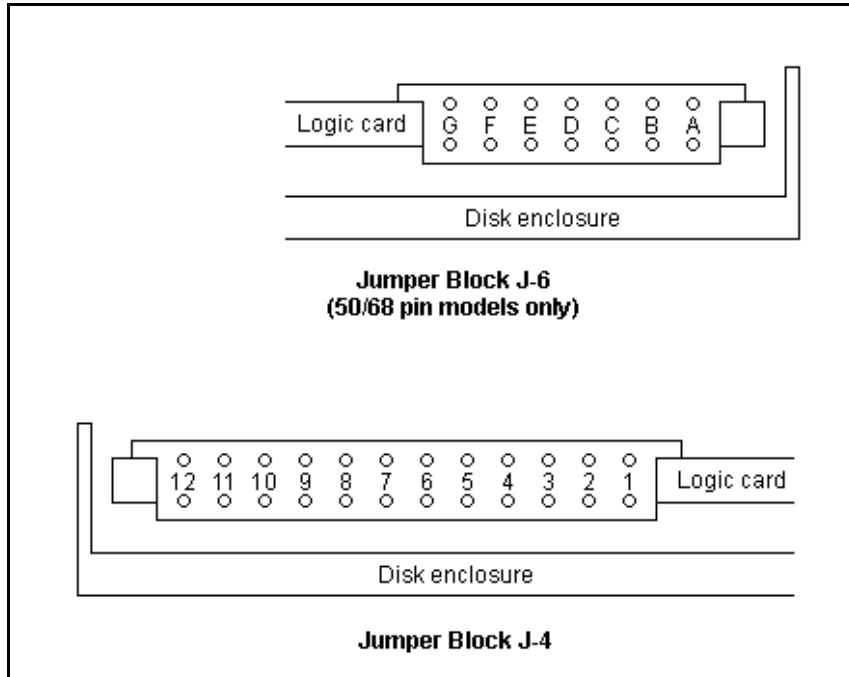 Logic card G F E D C B A
Disk enclosure
Jumper Block J-6
(50/68 pin models only)
12 11 10 9 8 7 6 5 4 3 2 1 Logic card
Disk enclosure
Jumper Block J-4